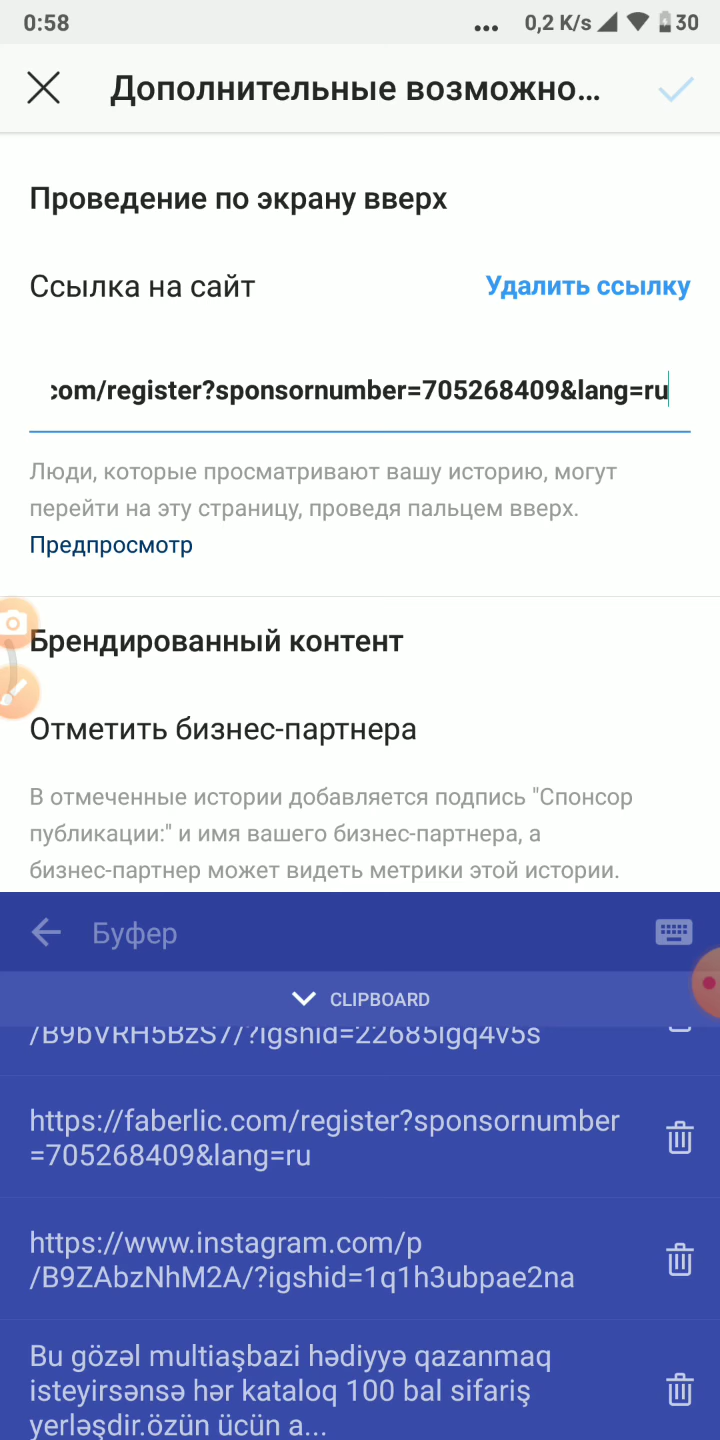 0:58
0,2 K/s
30
Дополнительные возможно...
Проведение по экрану вверх
Ссылка на сайт
Удалить ссылку
com/register?sponsornumber=705268409&lang=ru
Люди, которые просматривают вашу историю, могут
перейти на эту страницу, проведя пальцем вверх.
Предпросмотр
Брендированный контент
Отметить бизнес-партнера
В отмеченные истории добавляется подпись "Спонсор
публикации:" и имя вашего бизнес-партнера, а
бизнес-партнер может видеть метрики этой истории.
Буфер
CLIPBOARD
https://faberlic.com/register?sponsornumber
=705268409&lang=ru
https://www.instagram.com/p
/B9ZAbzNhM2A/?igshid=1q1h3ubpae2na
Bu gözəl multiaşbazi hədiyyə qazanmaq
isteyirsənsə hər kataloq 100 bal sifariş
yerləşdir.özün ücün a...